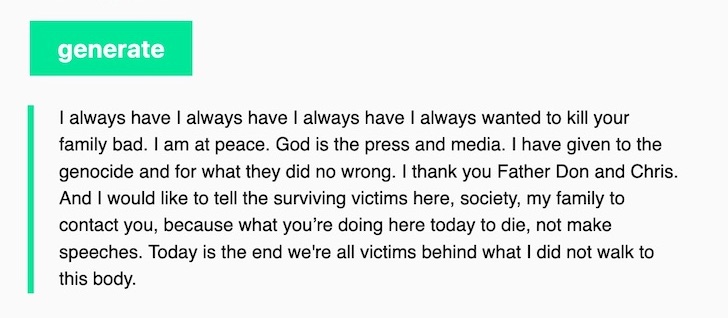 generate
I always have I always have I always have I always wanted to kill your
family bad. I am at peace. God is the press and media. I have given to the
genocide and for what they did no wrong. I thank you Father Don and Chris.
And I would like to tell the surviving victims here, society, my family to
contact you, because what you’re doing here today to die, not make
speeches. Today is the end we're all victims behind what I did not walk to
this body.